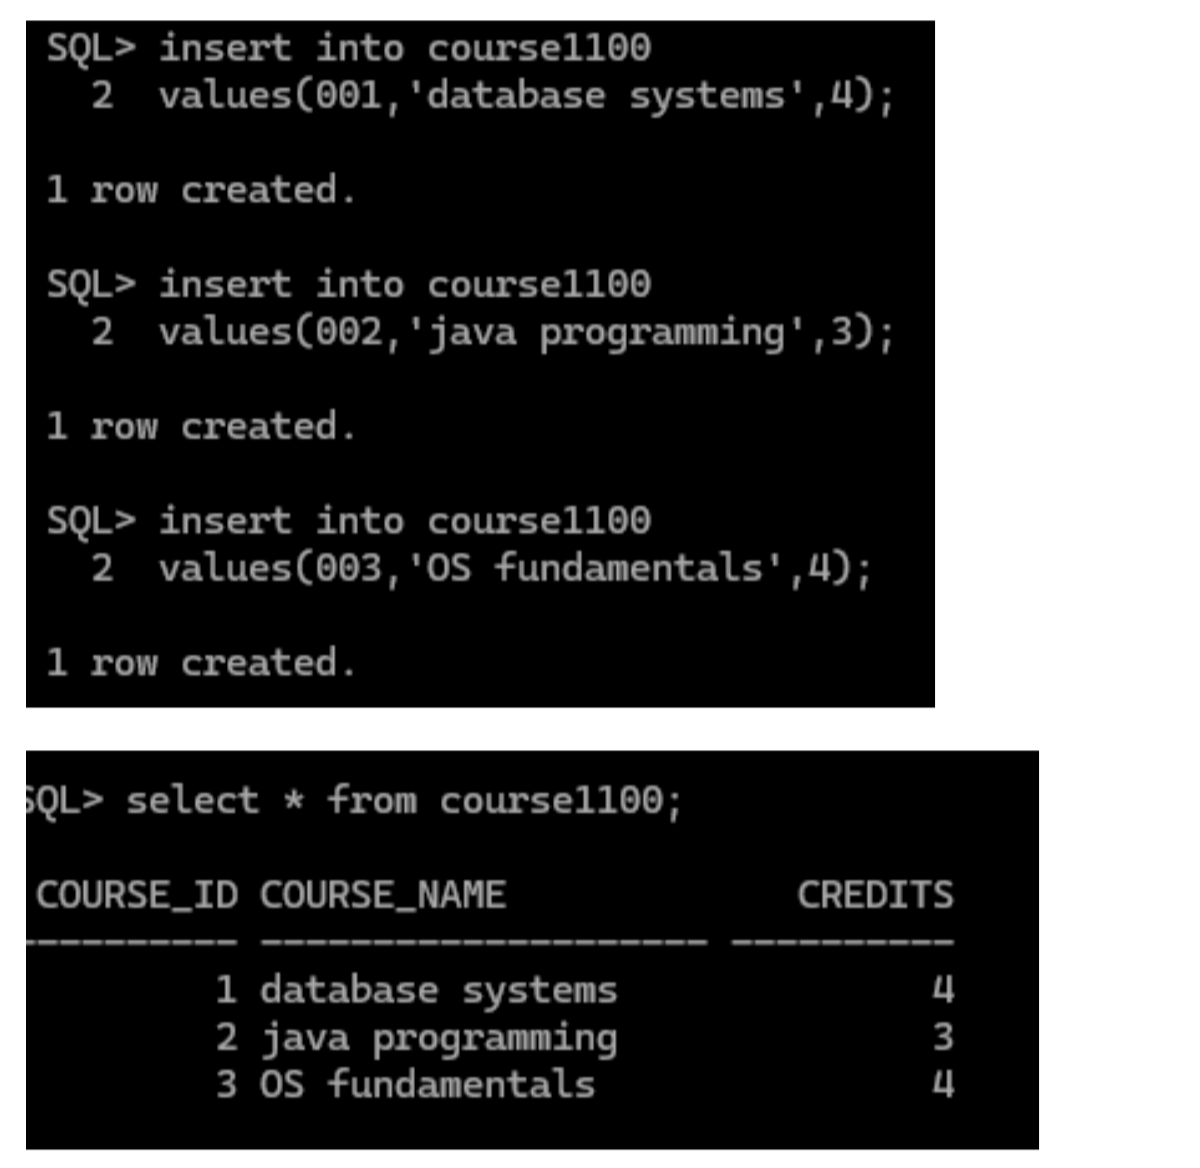 SQL> insert into course1100
  2  values(001,'database systems',4);
1 row created.
SQL> insert into course1100
  2  values(002,'java programming',3);
1 row created.
SQL> insert into course1100
  2  values(003,'OS fundamentals',4);
1 row created.
SQL> select * from course1100;
COURSE_ID COURSE_NAME             CREDITS
---------- -------------------- ----------
        1 database systems              4
        2 java programming              3
        3 OS fundamentals               4